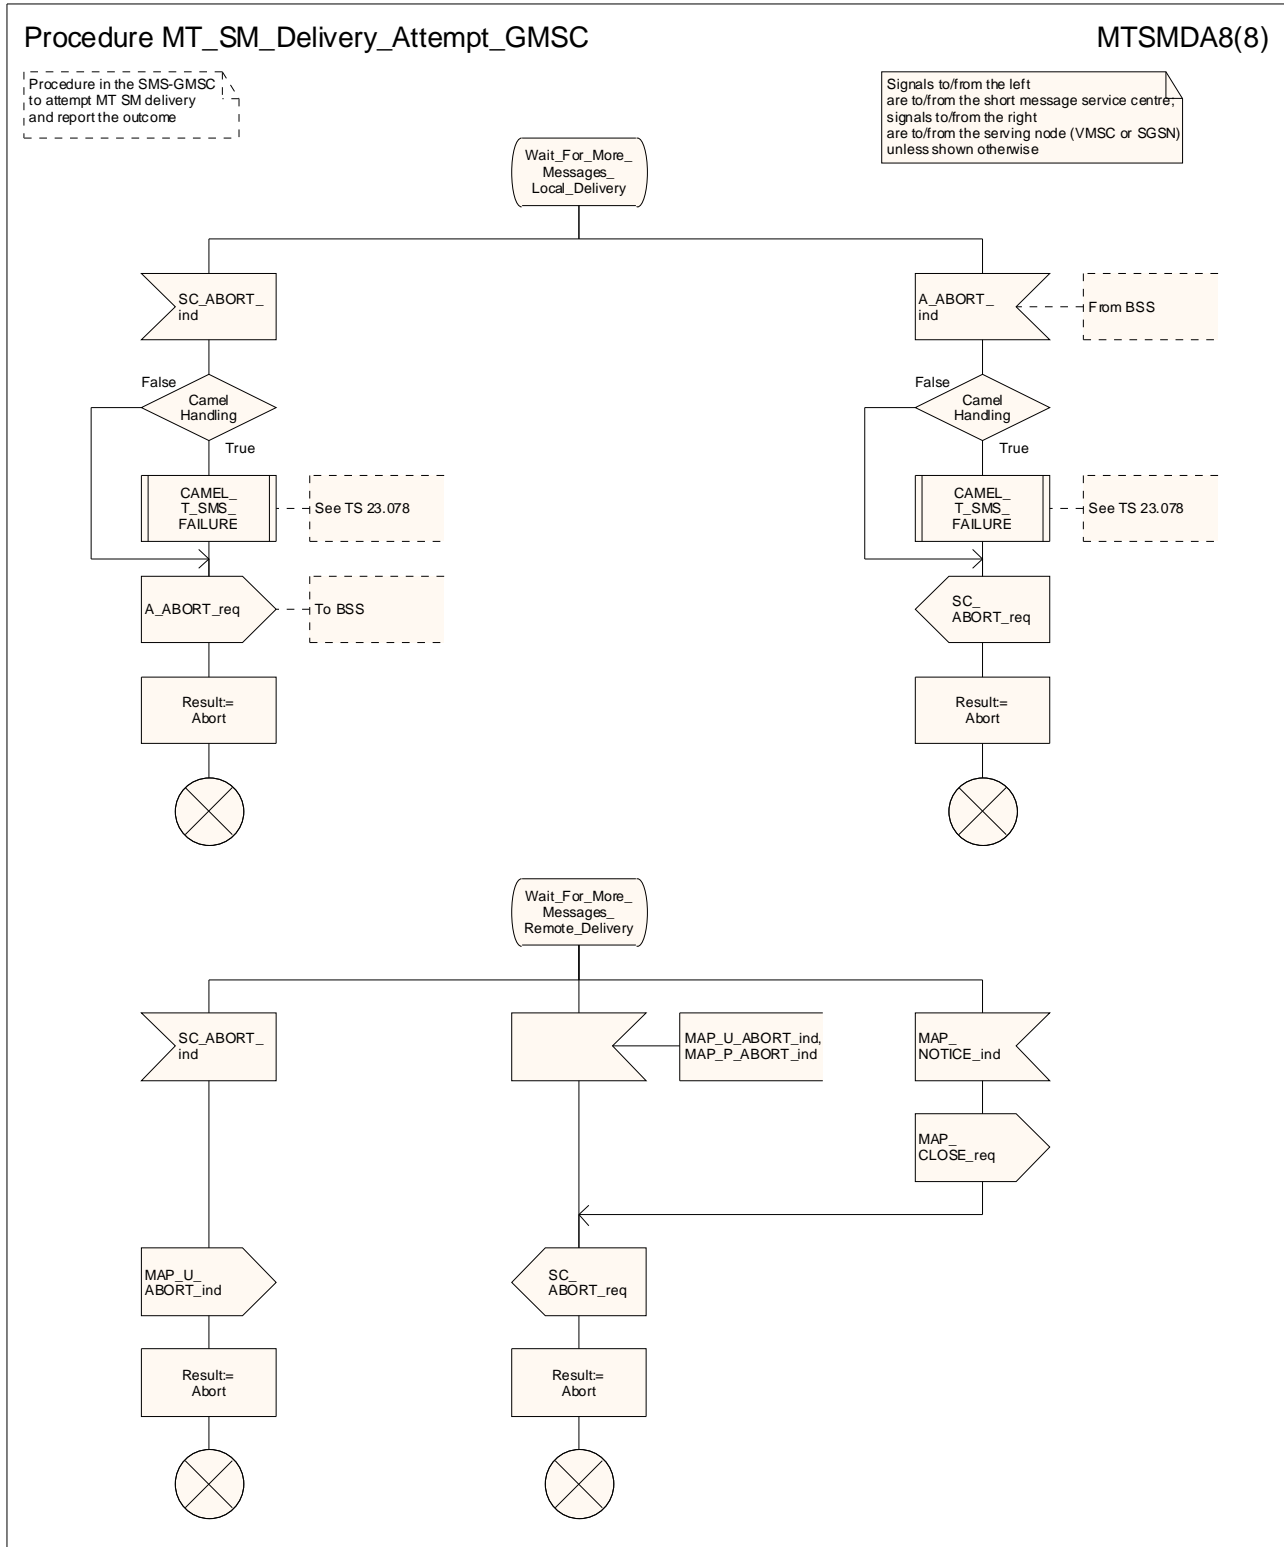 Procedure MT_SM_Delivery_Attempt_GMSC
MTSMDA8(8)
Procedure in the SMS-GMSC
to attempt MT SM delivery
and report the outcome
Signals to/from the left
are to/from the short message service centre;
signals to/from the right
are to/from the serving node (VMSC or SGSN)
unless shown otherwise
Wait_For_More_
Messages_
Local_Delivery
SC_ABORT_
ind
A_ABORT_
ind
From BSS
False
Camel
Handling
True
False
Camel
Handling
True
CAMEL_
T_SMS_
FAILURE
See TS 23.078
CAMEL_
T_SMS_
FAILURE
See TS 23.078
A_ABORT_req
To BSS
SC_
ABORT_req
Result:=
Abort
Result:=
Abort
Wait_For_More_
Messages_
Remote_Delivery
SC_ABORT_
ind
MAP_U_ABORT_ind,
MAP_P_ABORT_ind
MAP_
NOTICE_ind
MAP_
CLOSE_req
MAP_U_
ABORT_ind
SC_
ABORT_req
Result:=
Abort
Result:=
Abort